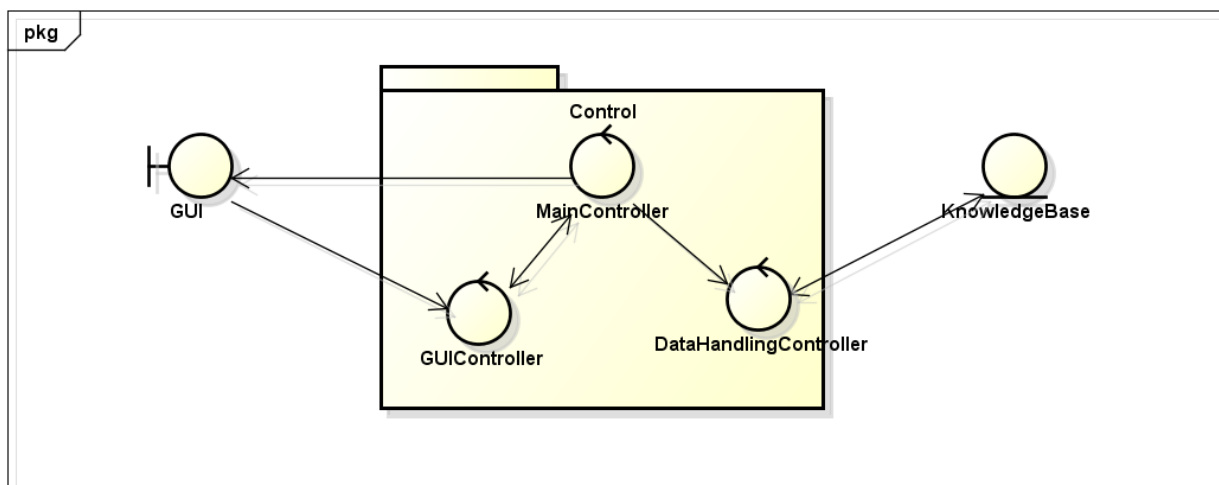 pkg
Control
GUI
MainController
KnowledgeBase
GUIController
DataHandlingController